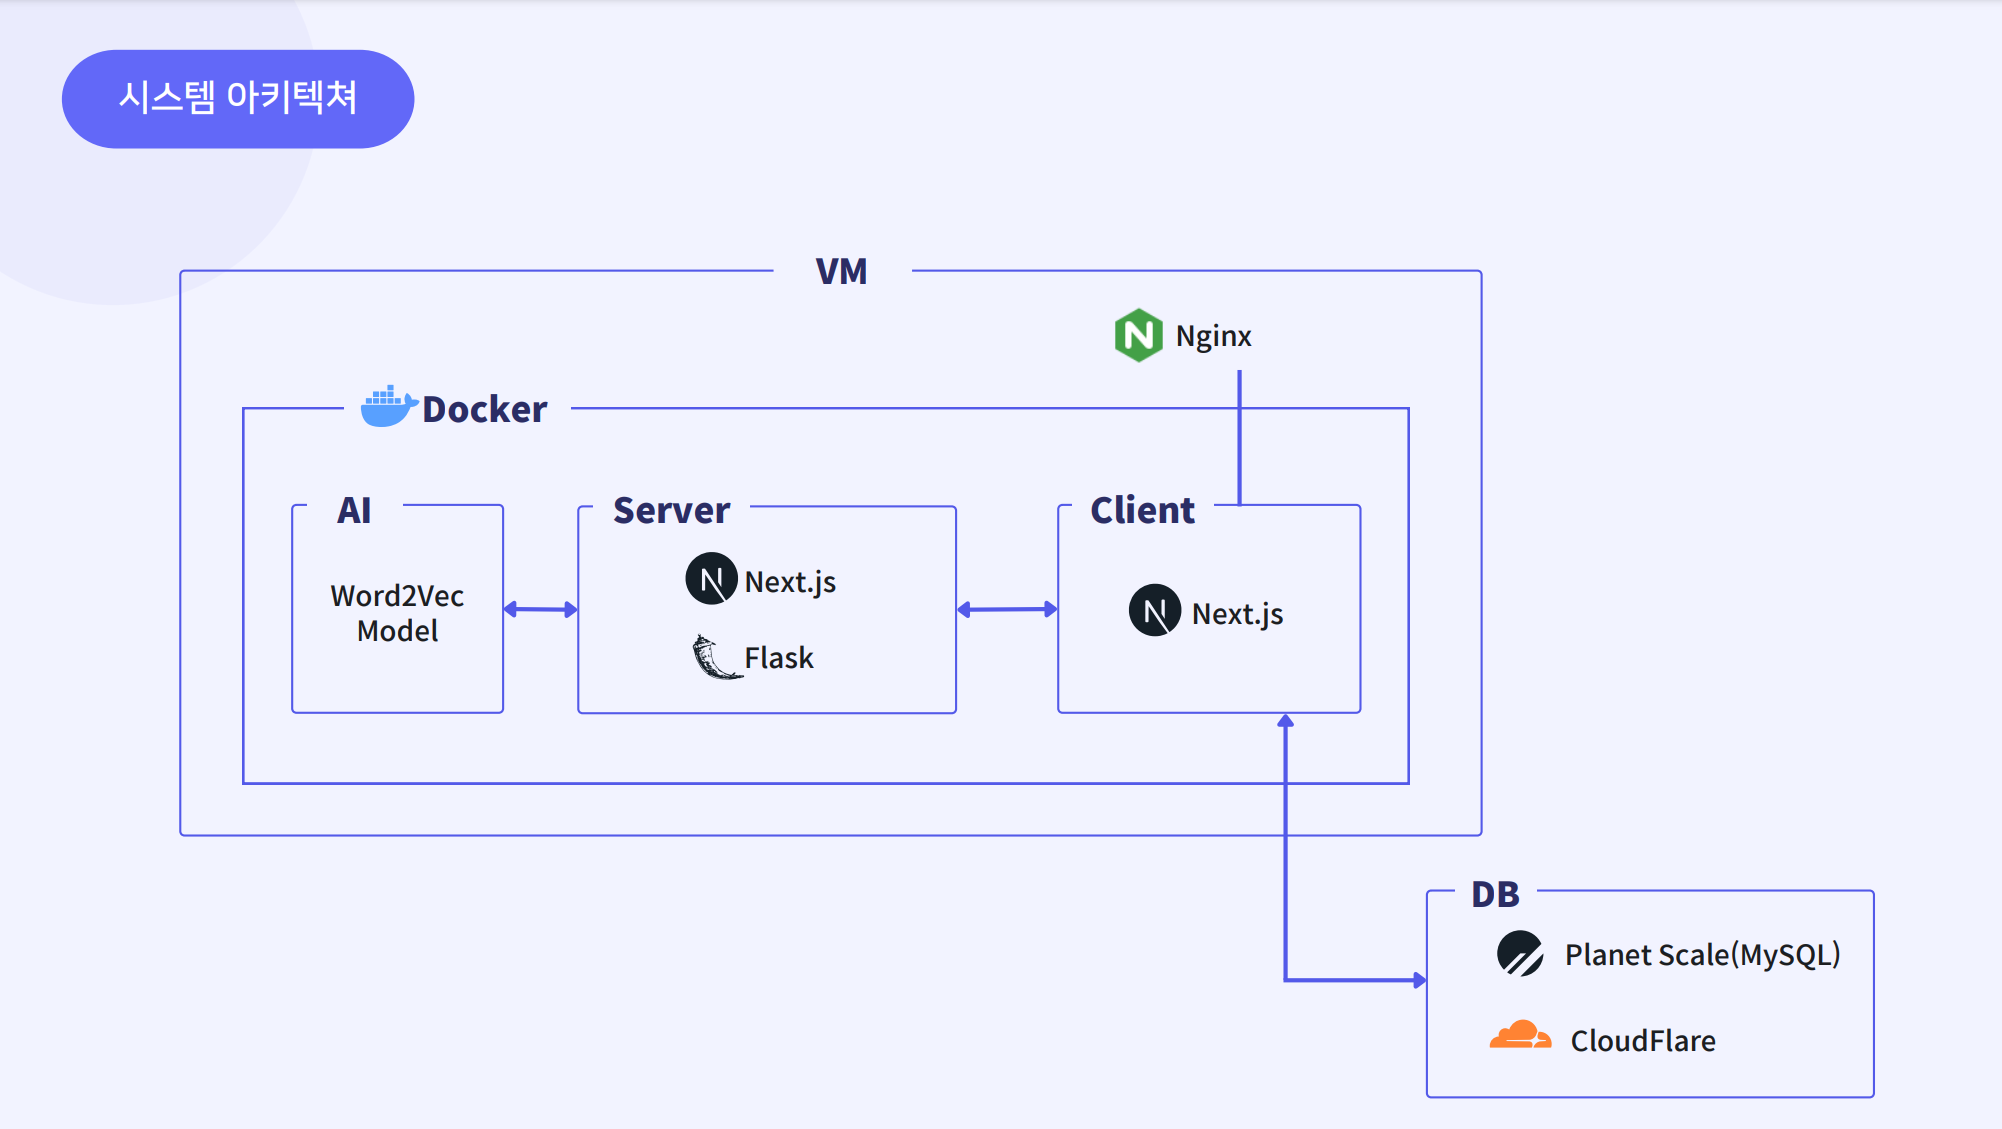 시스템 아키텍쳐
VM
Nginx
Docker
AI
Word2Vec
Model
Server
Next.js
Flask
Client
Next.js
DB
Planet Scale(MySQL)
CloudFlare